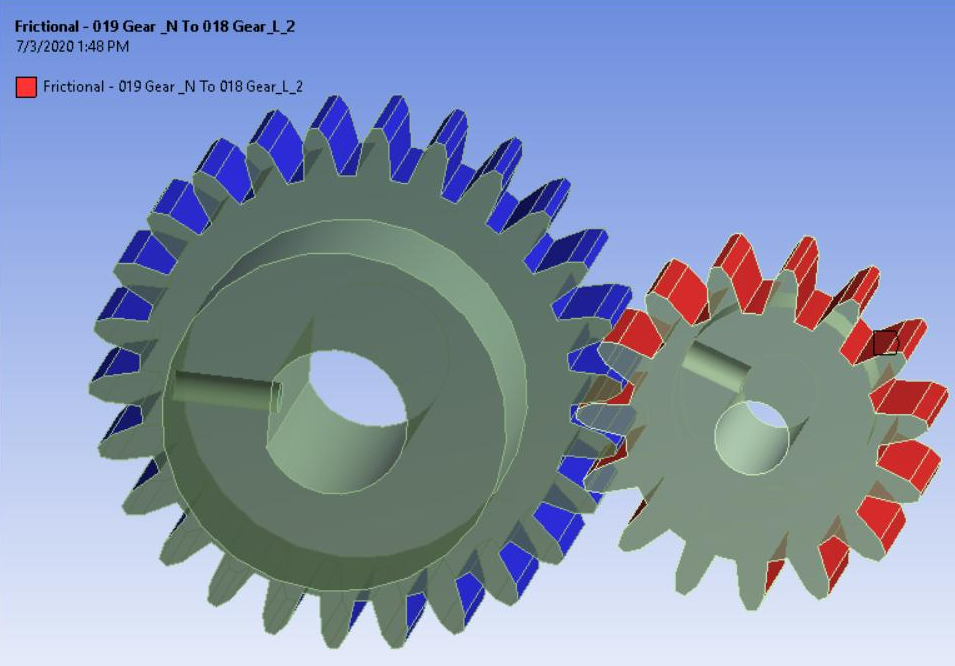 Frictional - 019 Gear _N To 018 Gear_L_2
7/3/2020 1:48 PM
Frictional - 019 Gear _N To 018 Gear_L_2